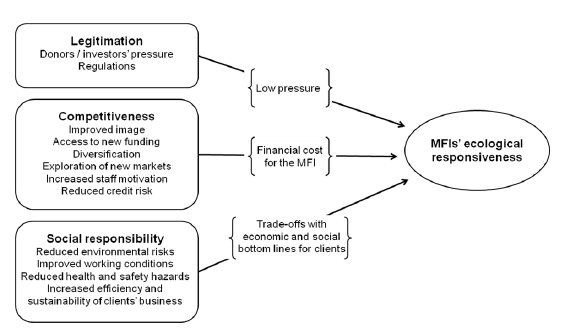 Legitimation
Donors / investors' pressure
Regulations
Low pressure
Competitiveness
Improved image
Access to new funding
Diversification
Exploration of new markets
Increased staff motivation
Reduced credit risk
Financial cost
for the MFI
MFIs' ecological
responsiveness
Social responsibility
Reduced environmental risks
Improved working conditions
Reduced health and safety hazards
Increased efficiency and
sustainability of clients' business
Trade-offs with
economic and social
bottom lines for clients